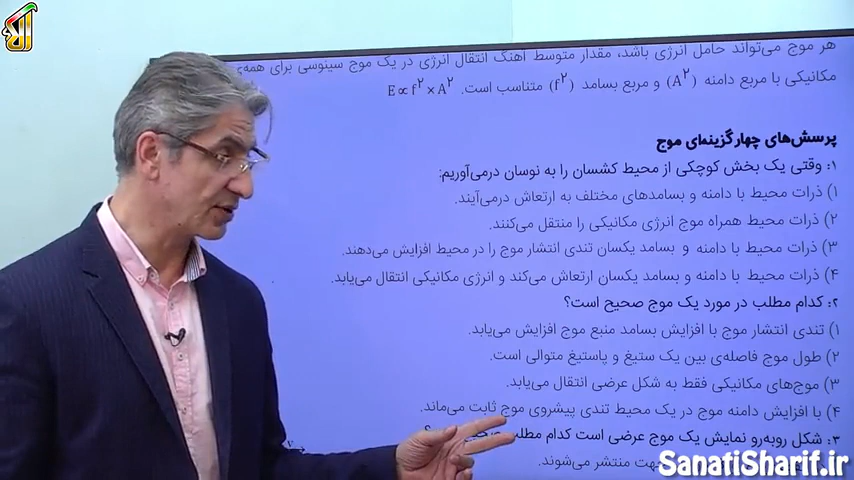 هر موج می‌تواند حامل انرژی باشد، مقدار متوسط آهنگ انتقال انرژی در یک موج سینوسی برای همه‌ی
مکانیکی با مربع دامنه (A۲) و مربع بسامد (f۲) متناسب است. E∝f۲×A۲
پرسش‌های چهارگزینه‌ای موج
۱: وقتی یک بخش کوچکی از محیط کشسان را به نوسان درمی‌آوریم:
۱) ذرات محیط با دامنه و بسامدهای مختلف به ارتعاش درمی‌آیند.
۲) ذرات محیط همراه موج انرژی مکانیکی را منتقل می‌کنند.
۳) ذرات محیط با دامنه و بسامد یکسان تندی انتشار موج را در محیط افزایش می‌دهند.
۴) ذرات محیط با دامنه و بسامد یکسان ارتعاش می‌کند و انرژی مکانیکی انتقال می‌یابد.
۲: کدام مطلب در مورد یک موج صحیح است؟
۱) تندی انتشار موج با افزایش بسامد منبع موج افزایش می‌یابد.
۲) طول موج فاصله‌ی بین یک ستیغ و پاستیغ متوالی است.
۳) موج‌های مکانیکی فقط به شکل عرضی انتقال می‌یابد.
۴) با افزایش دامنه موج در یک محیط تندی پیشروی موج ثابت می‌ماند.
۳: شکل روبه‌رو نمایش یک موج عرضی است کدام مطلب
جهت منتشر می‌شوند.
SanatiSharif.ir